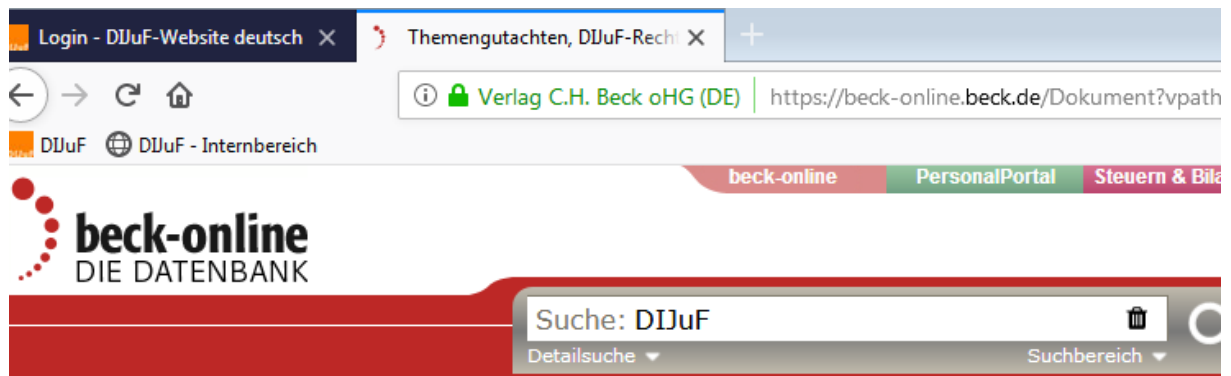 Login - DIJuF-Website deutsch
Themengutachten, DIJuF-Rech
Verlag C.H. Beck oHG (DE) https://beck-online.beck.de/Dokument?vpath
DIJuF DIJuF - Internbereich
beck-online PersonalPortal Steuern & Bila
beck-online
DIE DATENBANK
Suche: DIJuF
Detailsuche Suchbereich